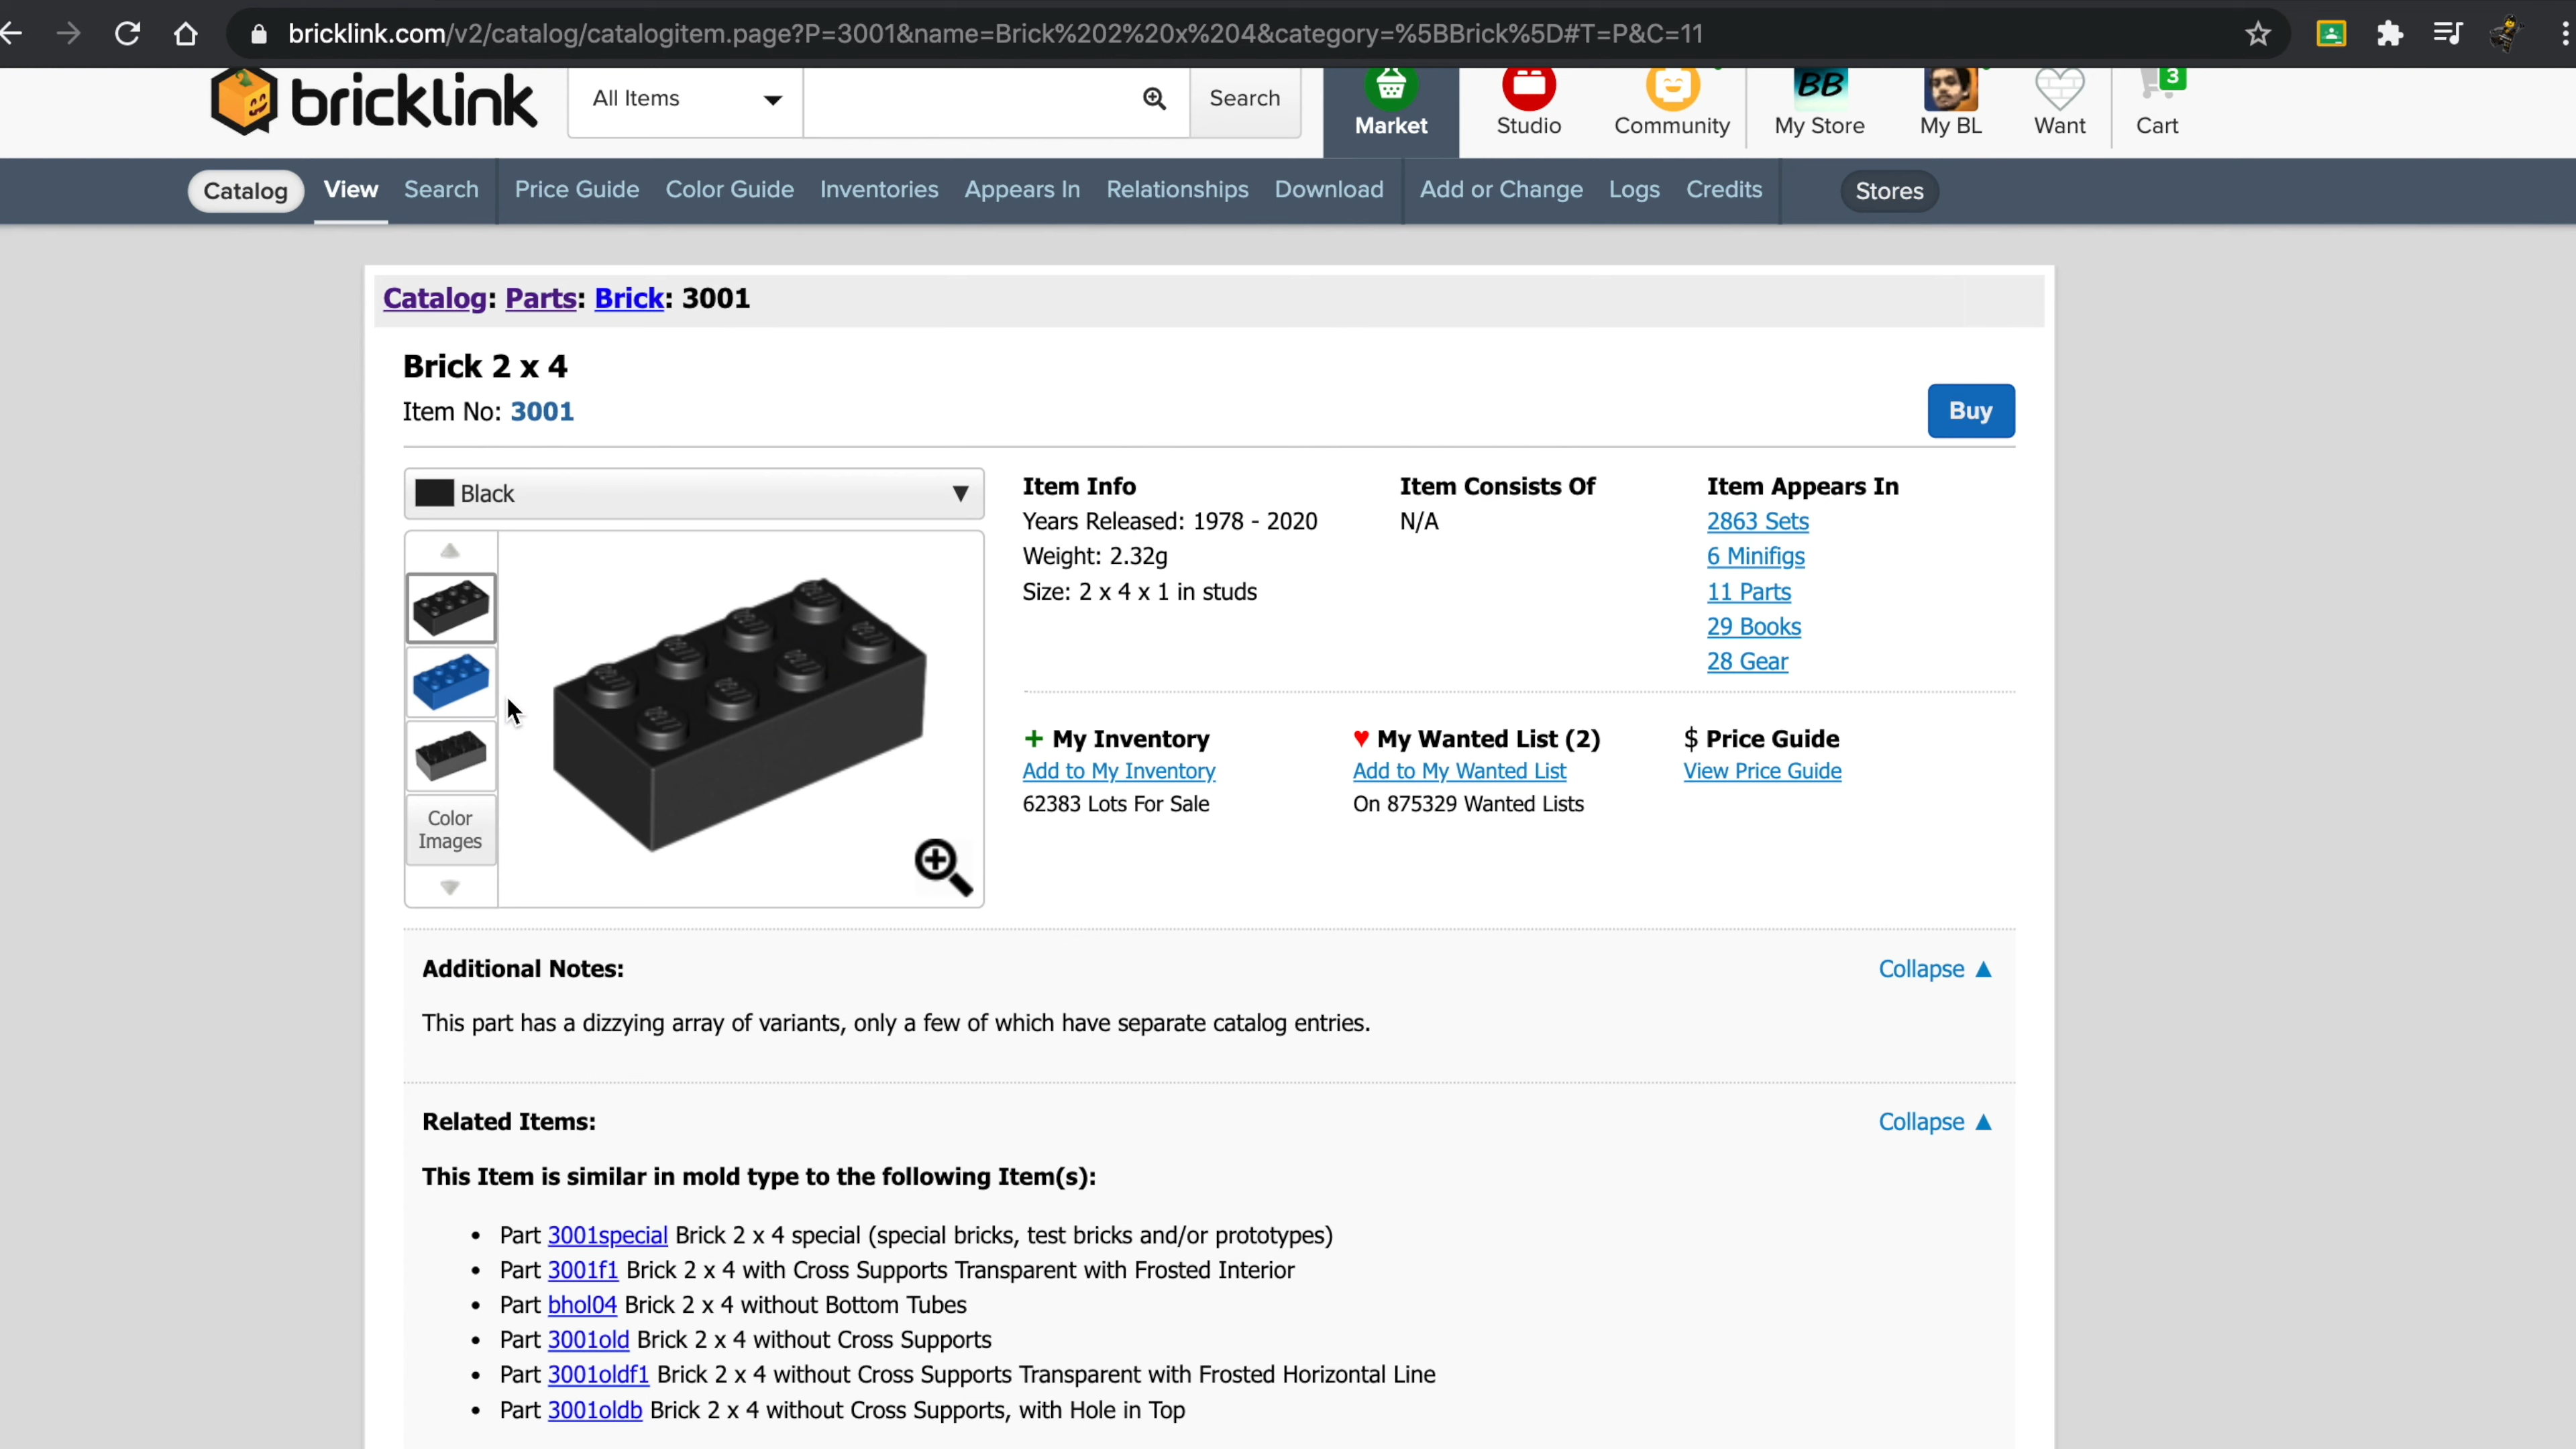 bricklink.com/v2/catalog/catalogitem.page?P=3001&name=Brick%202%20x%204&category=%5BBrick%5D#T=P&C=11
bricklink
All Items
Search
Market
Studio
Community
BB
My Store
My BL
Want
3
Cart
Catalog
View
Search
Price Guide
Color Guide
Inventories
Appears In
Relationships
Download
Add or Change
Logs
Credits
Stores
Catalog: Parts: Brick: 3001
Brick 2 x 4
Item No: 3001
Buy
Black
Color
Images
Item Info
Years Released: 1978 - 2020
Weight: 2.32g
Size: 2 x 4 x 1 in studs
Item Consists Of
N/A
Item Appears In
2863 Sets
6 Minifigs
11 Parts
29 Books
28 Gear
+ My Inventory
Add to My Inventory
62383 Lots For Sale
♥ My Wanted List (2)
Add to My Wanted List
On 875329 Wanted Lists
$ Price Guide
View Price Guide
Additional Notes:
Collapse ▲
This part has a dizzying array of variants, only a few of which have separate catalog entries.
Related Items:
Collapse ▲
This Item is similar in mold type to the following Item(s):
• Part 3001special Brick 2 x 4 special (special bricks, test bricks and/or prototypes)
• Part 3001f1 Brick 2 x 4 with Cross Supports Transparent with Frosted Interior
• Part bhol04 Brick 2 x 4 without Bottom Tubes
• Part 3001old Brick 2 x 4 without Cross Supports
• Part 3001oldf1 Brick 2 x 4 without Cross Supports Transparent with Frosted Horizontal Line
• Part 3001oldb Brick 2 x 4 without Cross Supports, with Hole in Top